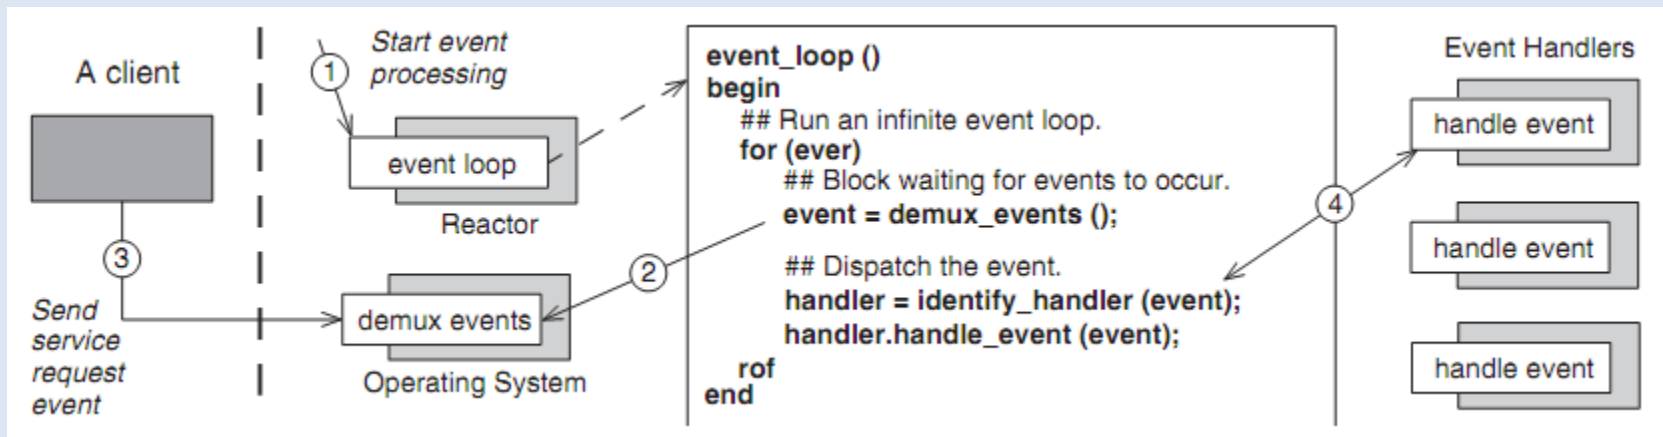 A client
3
Send
service
request
event
1
Start event
processing
event loop
Reactor
demux events
Operating System
2
event_loop ()
begin
## Run an infinite event loop.
for (ever)
## Block waiting for events to occur.
event = demux_events ();
## Dispatch the event.
handler = identify_handler (event);
handler.handle_event (event);
rof
end
4
Event Handlers
handle event
handle event
handle event